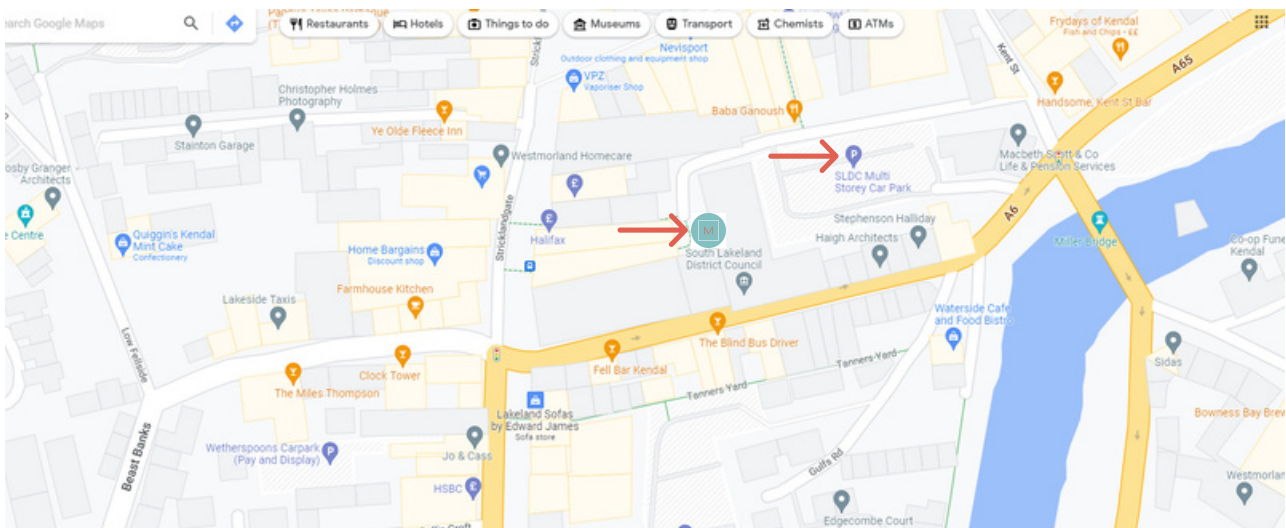 earch Google Maps
Restaurants
Hotels
Things to do
Museums
Transport
Chemists
ATMs
Frydays of Kendal
Fish and Chips • ££
Kent St
A65
Nevisport
Outdoor clothing and equipment shop
VPZ
Vaporiser Shop
Christopher Holmes
Photography
Baba Ganoush
Handsome, Kent St Bar
Ye Olde Fleece Inn
Stainton Garage
Westmorland Homecare
P
SLDC Multi
Storey Car Park
Macbeth Scott & Co
Life & Pension Services
osby Granger
Architects
£
Stricklandgate
A6
e Centre
Quiggin's Kendal
Mint Cake
Confectionery
£
Halifax
M
Stephenson Halliday
Haigh Architects
Miller Bridge
Co-op Fune
Kendal
Home Bargains
Discount shop
South Lakeland
District Council
Farmhouse Kitchen
Lakeside Taxis
Waterside Cafe
and Food Bistro
Low Fellside
The Blind Bus Driver
Tanners Yard
Sidas
Clock Tower
Fell Bar Kendal
The Miles Thompson
Tanners Yard
Lakeland Sofas
by Edward James
Sofa store
Bowness Bay Brew
Beast Banks
Wetherspoons Carpark
(Pay and Display)
P
Jo & Cass
Gulfs Rd
HSBC
£
Westmorlan
Edgecombe Court